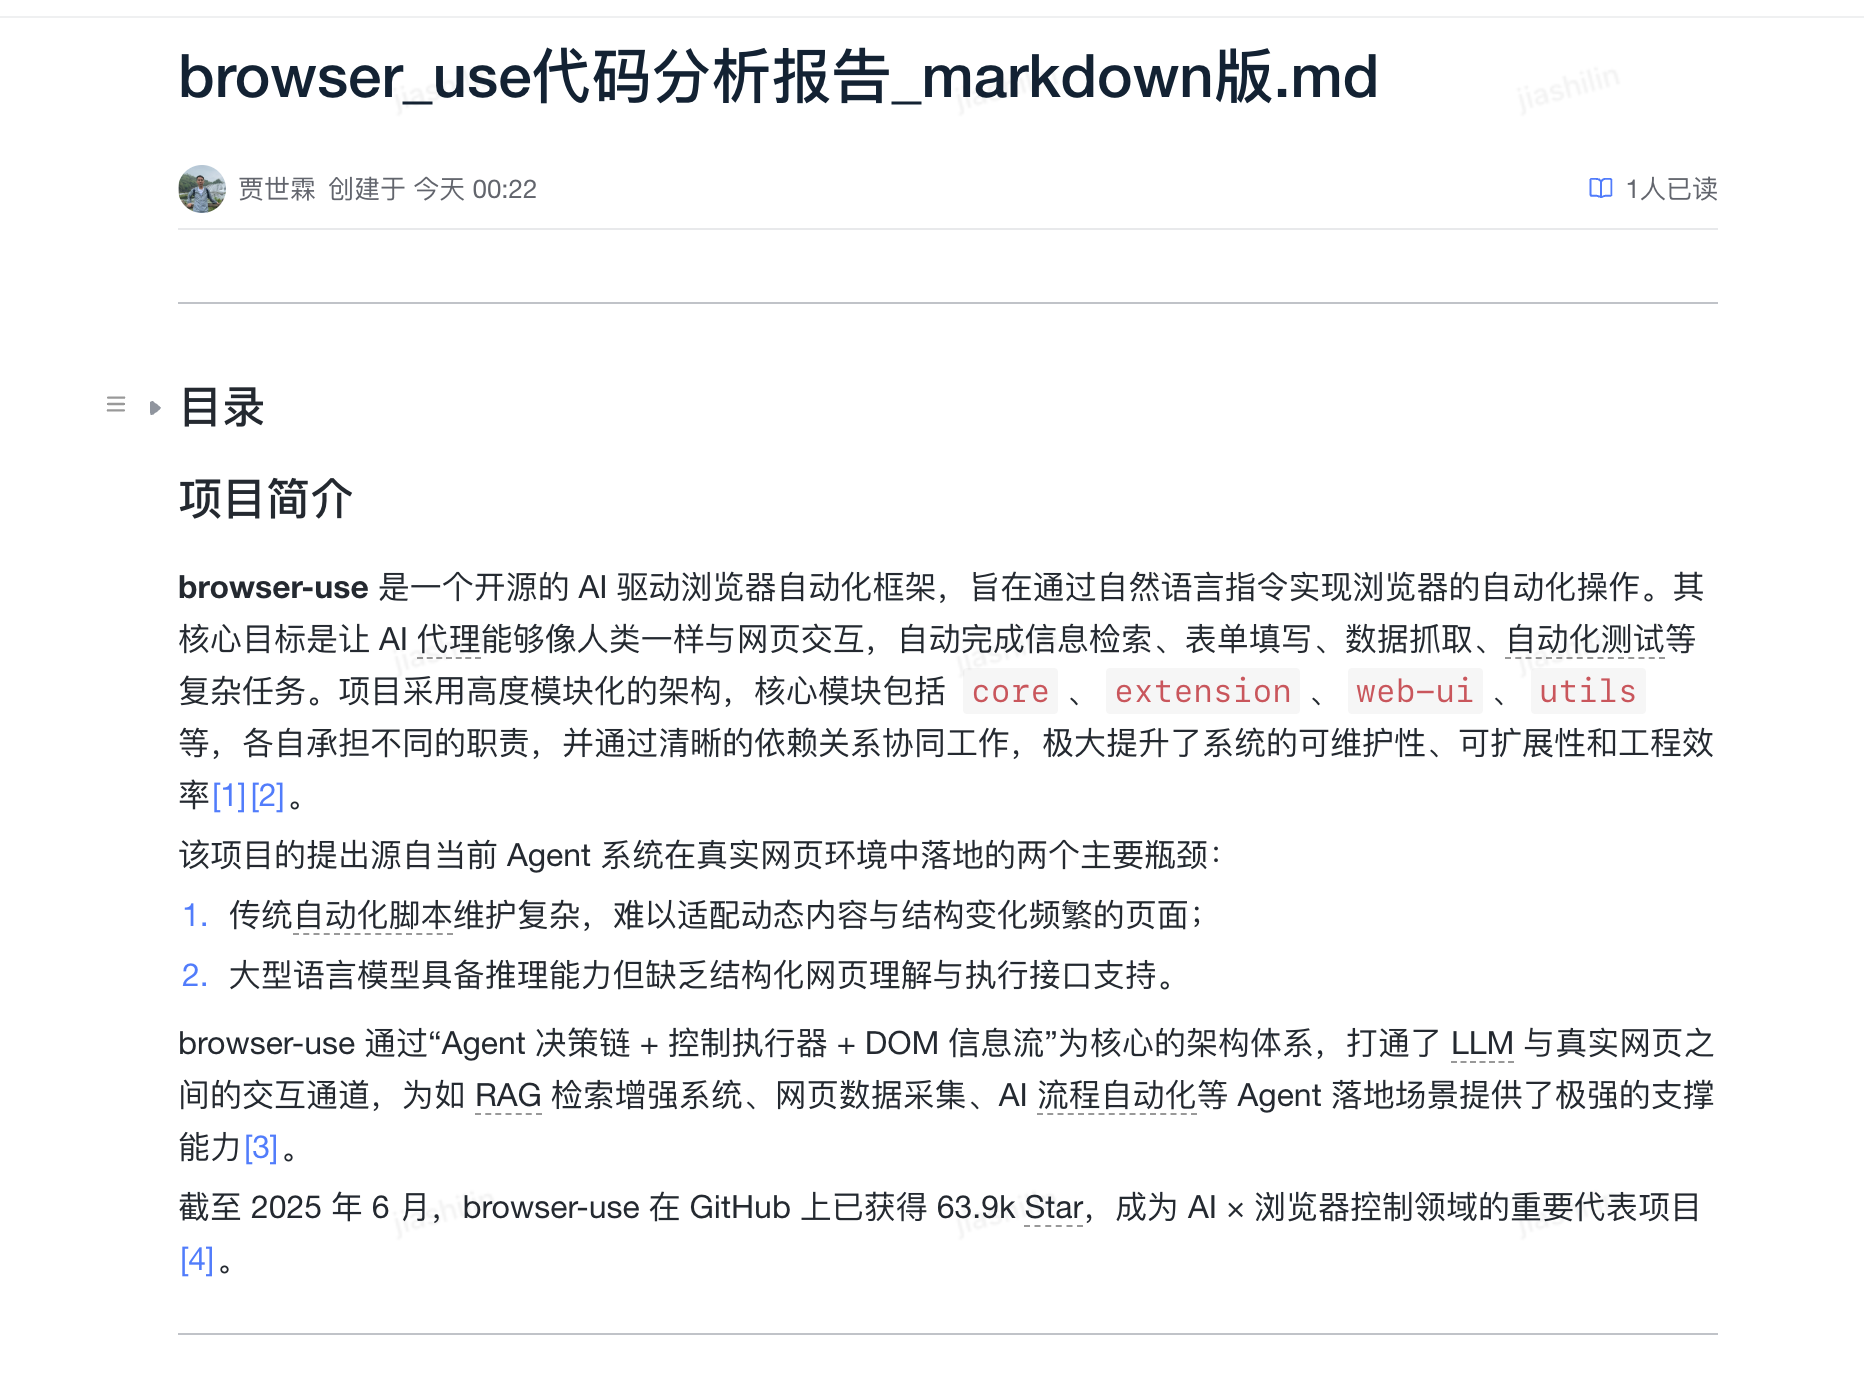 browser_use代码分析报告_markdown版.md
贾世霖 创建于 今天 00:22
1人已读
目录
项目简介
browser-use 是一个开源的 AI 驱动浏览器自动化框架，旨在通过自然语言指令实现浏览器的自动化操作。其
核心目标是让 AI 代理能够像人类一样与网页交互，自动完成信息检索、表单填写、数据抓取、自动化测试等
复杂任务。项目采用高度模块化的架构，核心模块包括 core 、 extension 、 web-ui 、 utils
等，各自承担不同的职责，并通过清晰的依赖关系协同工作，极大提升了系统的可维护性、可扩展性和工程效
率[1][2]。
该项目的提出源自当前 Agent 系统在真实网页环境中落地的两个主要瓶颈：
1. 传统自动化脚本维护复杂，难以适配动态内容与结构变化频繁的页面；
2. 大型语言模型具备推理能力但缺乏结构化网页理解与执行接口支持。
browser-use 通过“Agent 决策链 + 控制执行器 + DOM 信息流”为核心的架构体系，打通了 LLM 与真实网页之
间的交互通道，为如 RAG 检索增强系统、网页数据采集、AI 流程自动化等 Agent 落地场景提供了极强的支撑
能力[3]。
截至 2025 年 6 月，browser-use 在 GitHub 上已获得 63.9k Star，成为 AI × 浏览器控制领域的重要代表项目
[4]。
jiashilin
jiashilin
jiashilin
jiashilin
jiashilin
jiashilin
jiashilin
jiashilin
jiashilin